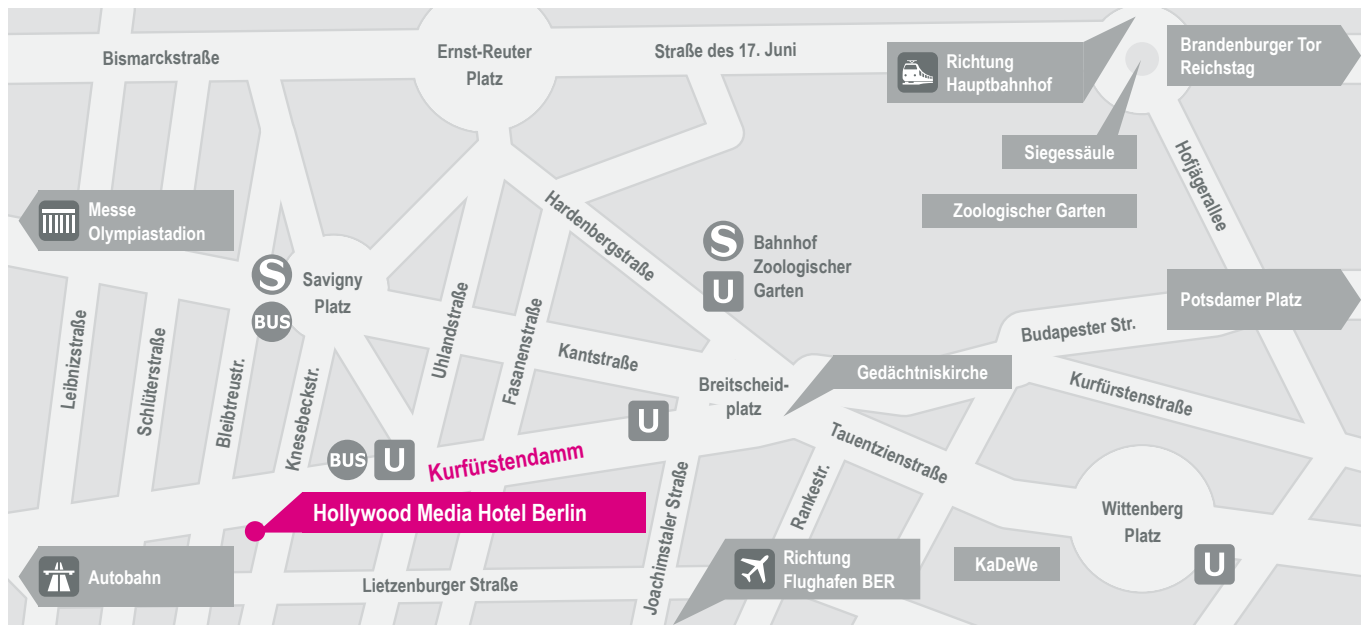 Bismarckstraße
Ernst-Reuter
Platz
Straße des 17. Juni
Richtung
Hauptbahnhof
Brandenburger Tor
Reichstag
Siegessäule
Hofjägerallee
Messe
Olympiastadion
Hardenbergstraße
Zoologischer Garten
S
Bahnhof
Zoologischer
Garten
U
S
Savigny
Platz
BUS
Potsdamer Platz
Leibnizstraße
Schlüterstraße
Bleibtreustr.
Knesebeckstr.
Uhlandstraße
Fasanenstraße
Kantstraße
Budapester Str.
Breitscheid-
platz
Gedächtniskirche
Kurfürstenstraße
U
BUS
U
Kurfürstendamm
Tauentzienstraße
Hollywood Media Hotel Berlin
Joachimstaler Straße
Rankestr.
Wittenberg
Platz
U
Autobahn
Lietzenburger Straße
Richtung
Flughafen BER
KaDeWe